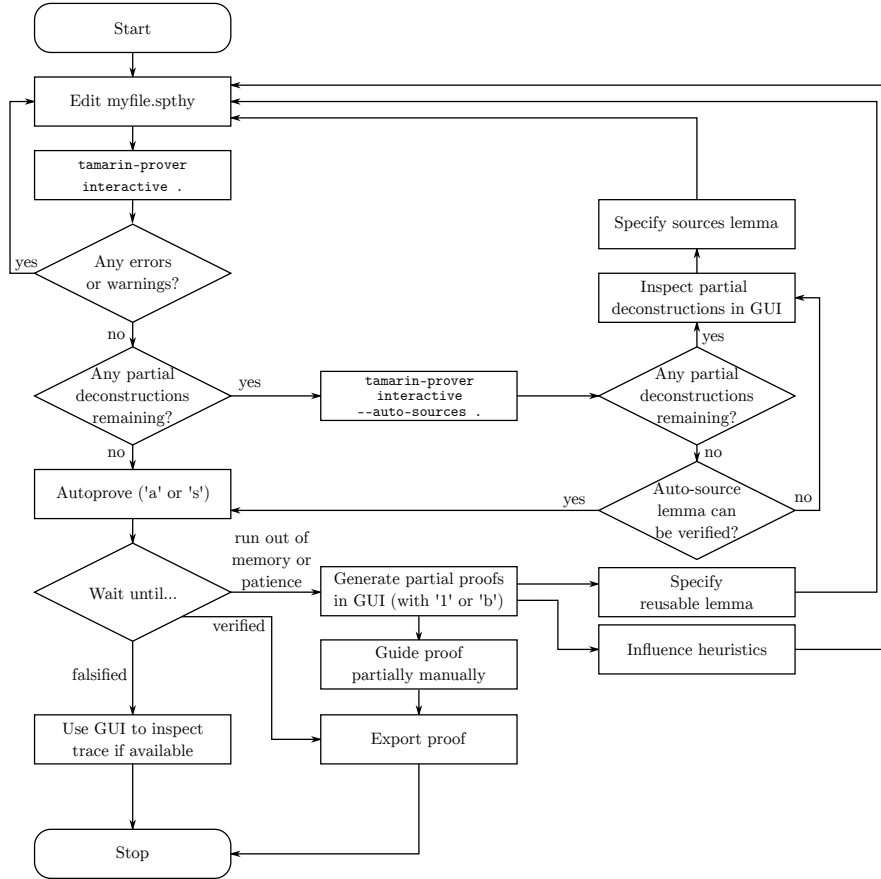 Start
Edit myfile.spthy
tamarin-prover
interactive .
Specify sources lemma
Any errors
or warnings?
yes
Inspect partial
deconstructions in GUI
no
yes
Any partial
deconstructions
remaining?
yes
tamarin-prover
interactive
--auto-sources .
Any partial
deconstructions
remaining?
no
no
Autoprove ('a' or 's')
yes
Auto-source
lemma can
be verified?
no
run out of
memory or
patience
Wait until...
Generate partial proofs
in GUI (with '1' or 'b')
Specify
reusable lemma
verified
Guide proof
partially manually
Influence heuristics
falsified
Use GUI to inspect
trace if available
Export proof
Stop